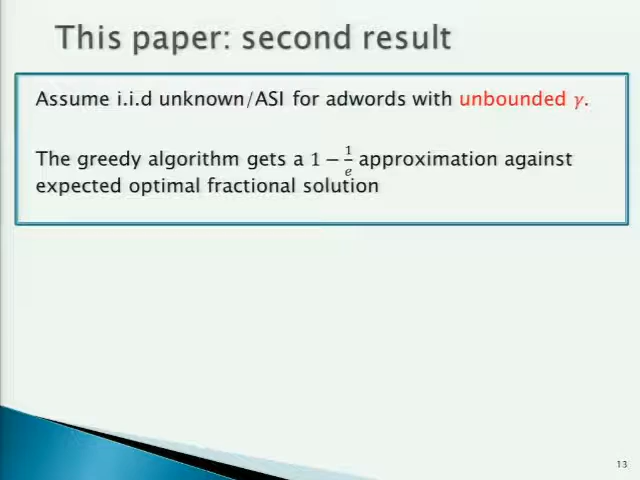 This paper: second result
Assume i.i.d unknown/ASI for adwords with unbounded γ.
The greedy algorithm gets a 1 − 1/e approximation against
expected optimal fractional solution
13